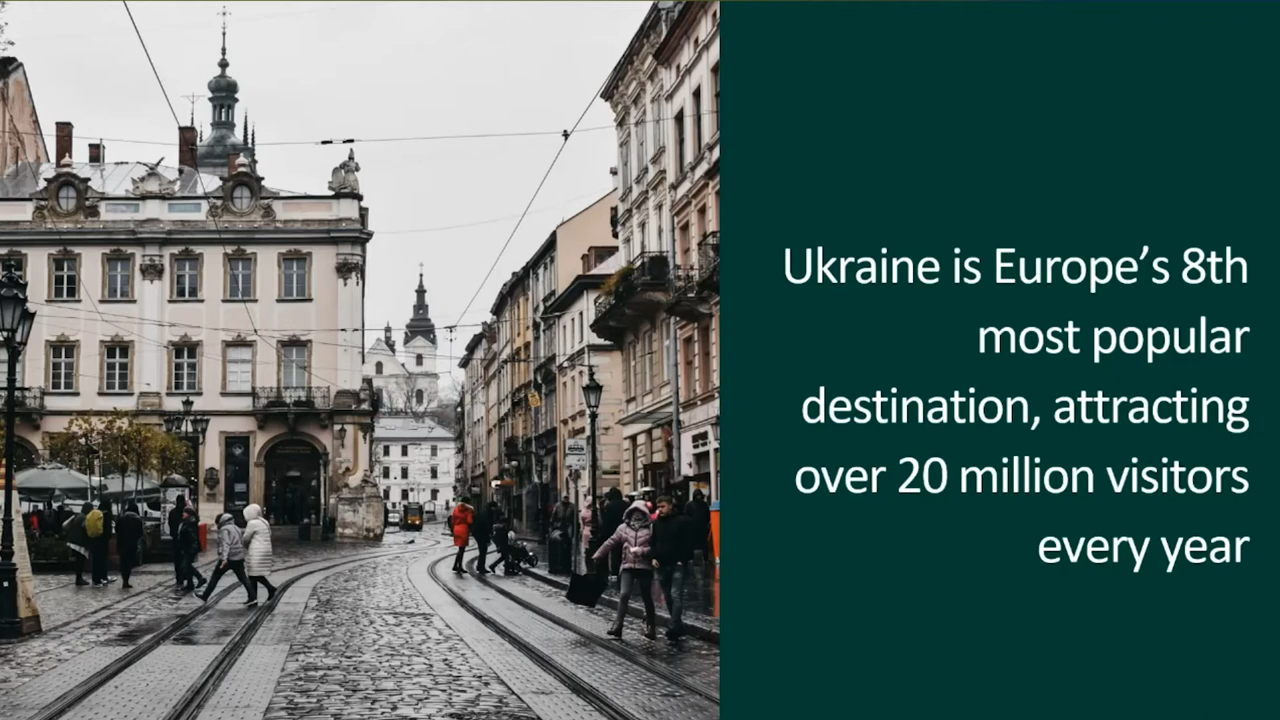 Ukraine is Europe’s 8th
most popular
destination, attracting
over 20 million visitors
every year